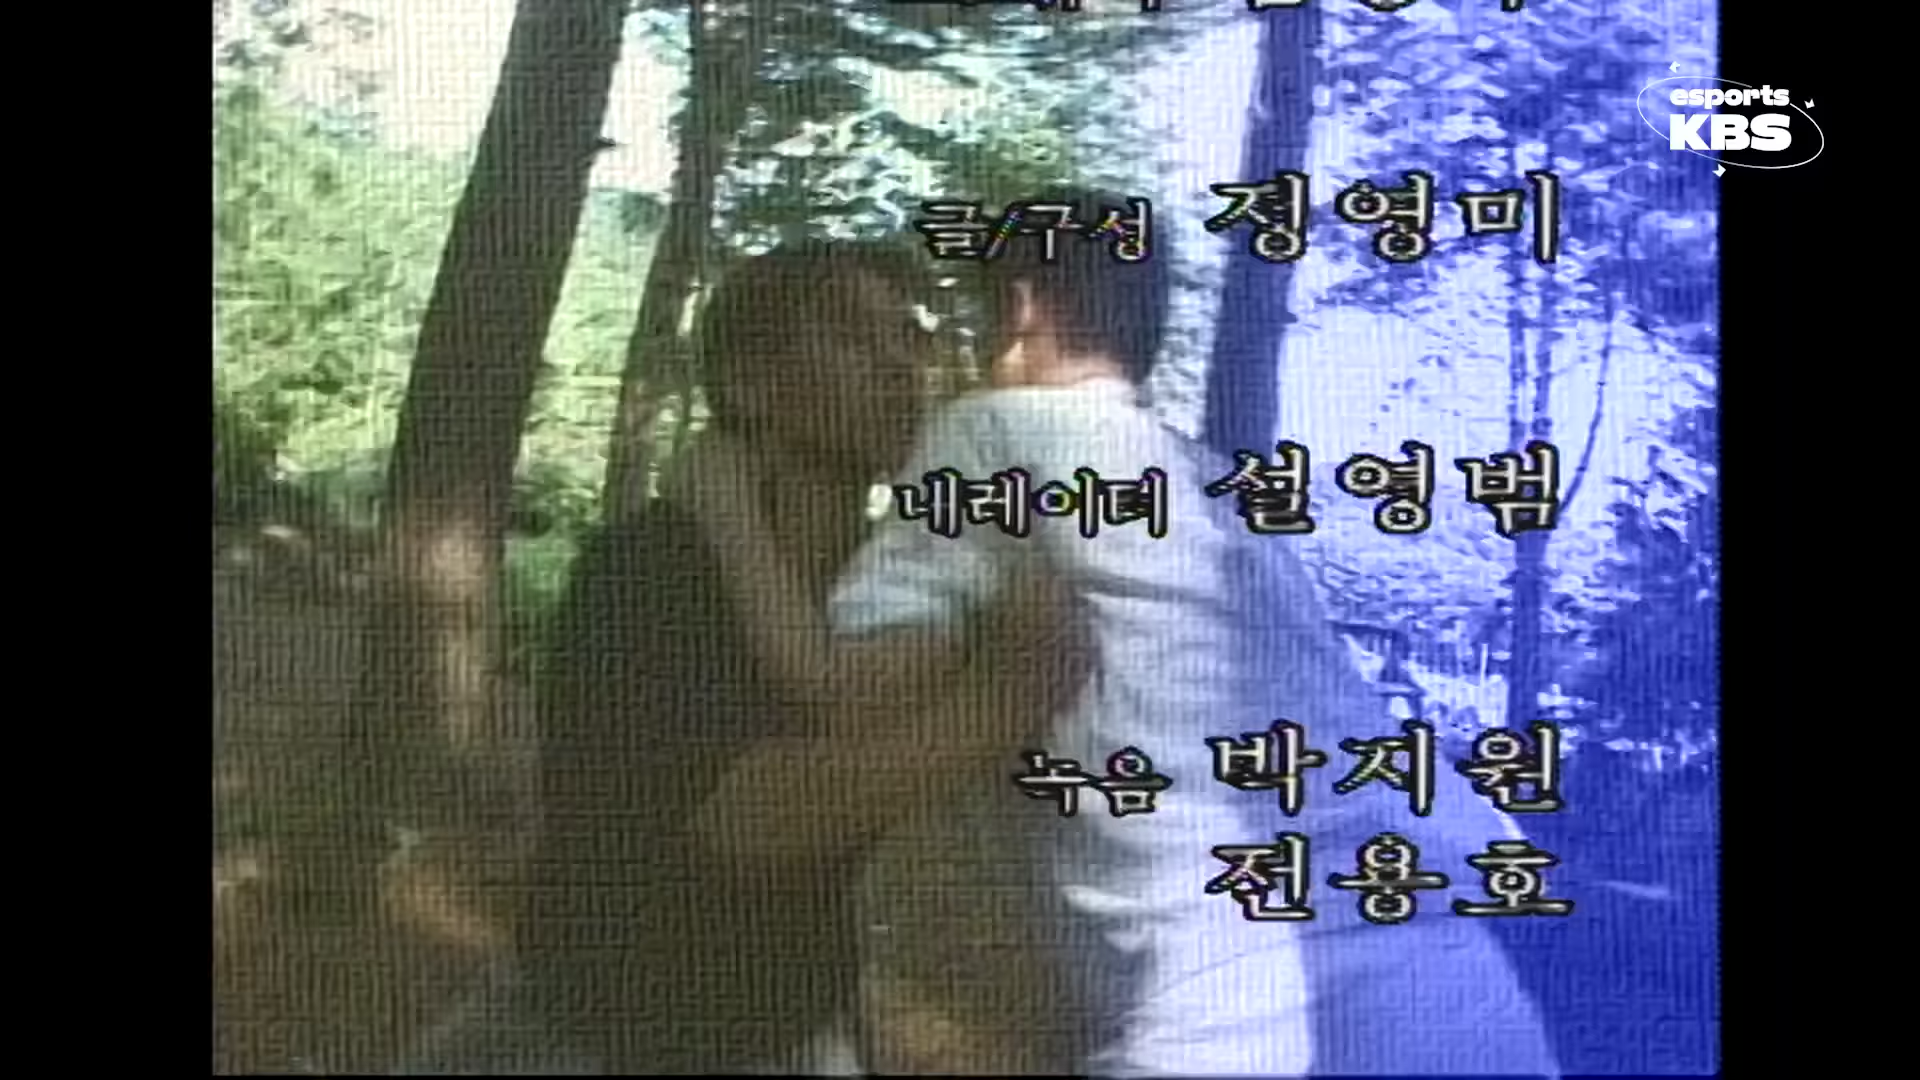 esports
KBS
글/구성 정영미
내레이터 설영범
녹음 박지원
전용호